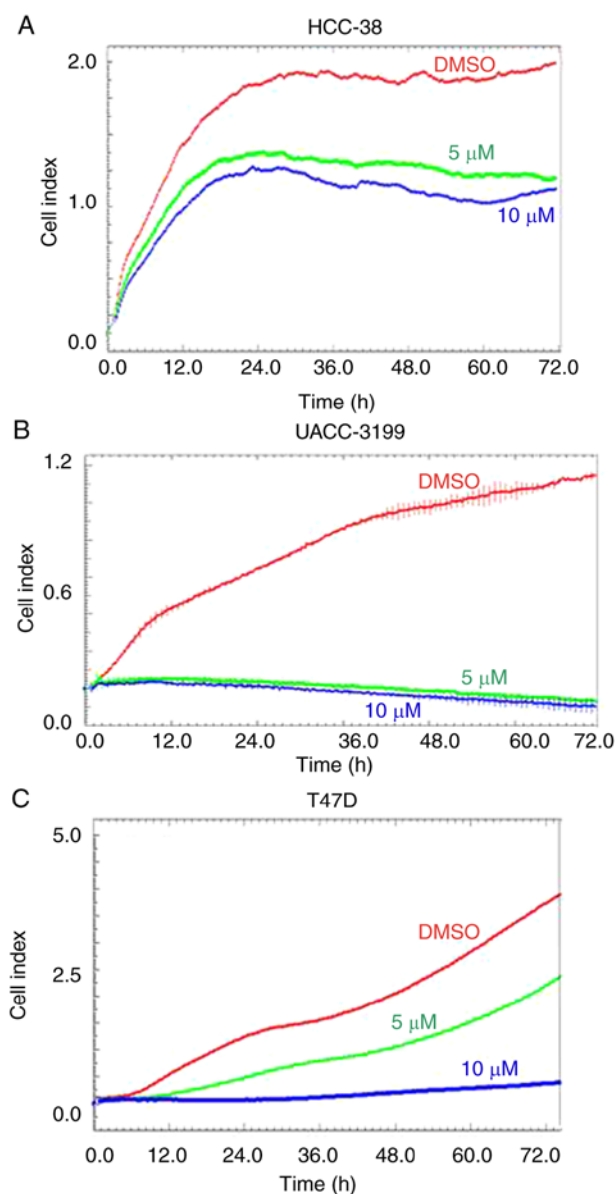 A
HCC-38
2.0
DMSO
5 μM
1.0
10 μM
Cell index
0.0
0.0 12.0 24.0 36.0 48.0 60.0 72.0
Time (h)
B
UACC-3199
1.2
DMSO
0.6
Cell index
5 μM
10 μM
0.0
0.0 12.0 24.0 36.0 48.0 60.0 72.0
Time (h)
C
T47D
5.0
DMSO
Cell index
2.5
5 μM
10 μM
0.0
0.0 12.0 24.0 36.0 48.0 60.0 72.0
Time (h)